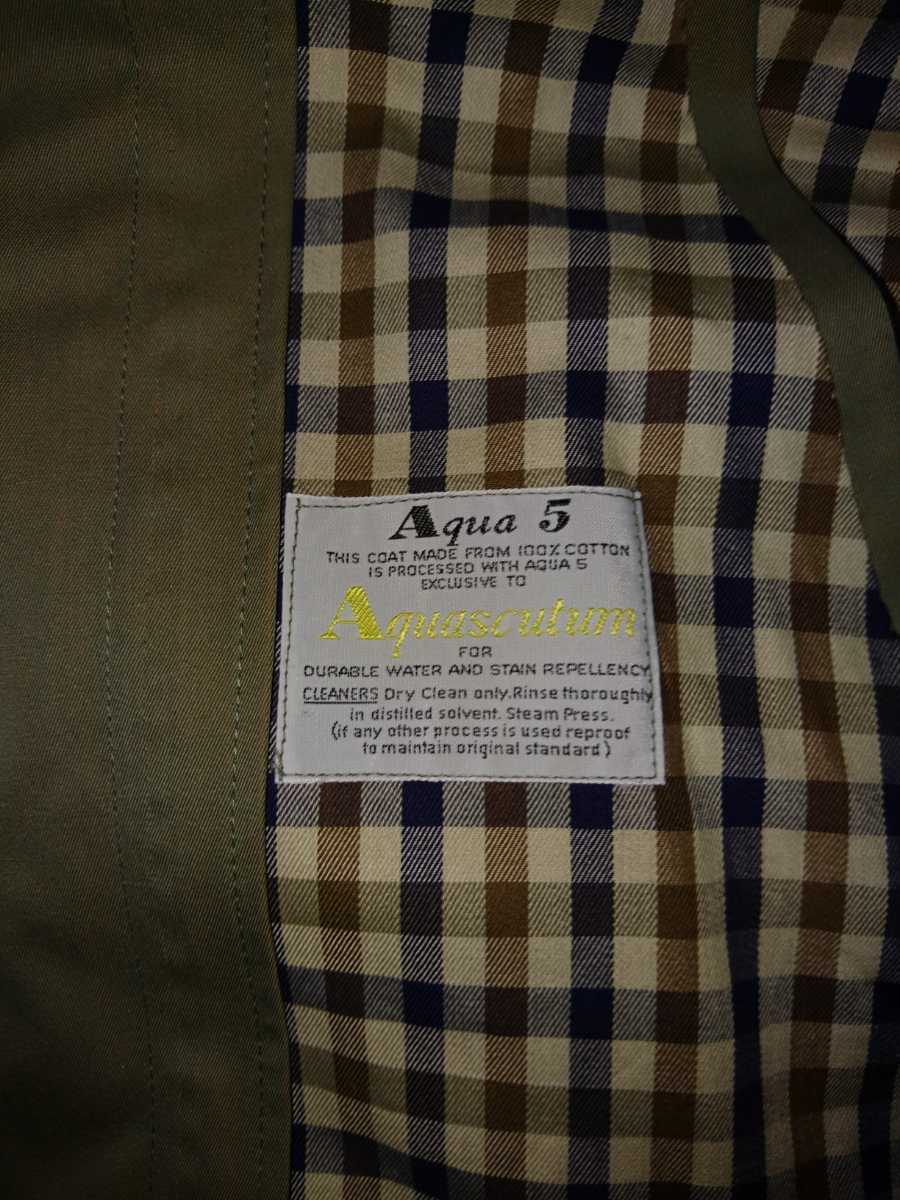 Aqua 5
THIS COAT MADE FROM 100% COTTON
IS PROCESSED WITH AQUA 5
EXCLUSIVE TO
Aquascutum
FOR
DURABLE WATER AND STAIN REPELLENCY
CLEANERS Dry Clean only. Rinse thoroughly
in distilled solvent. Steam Press.
(if any other process is used reproof
to maintain original standard)